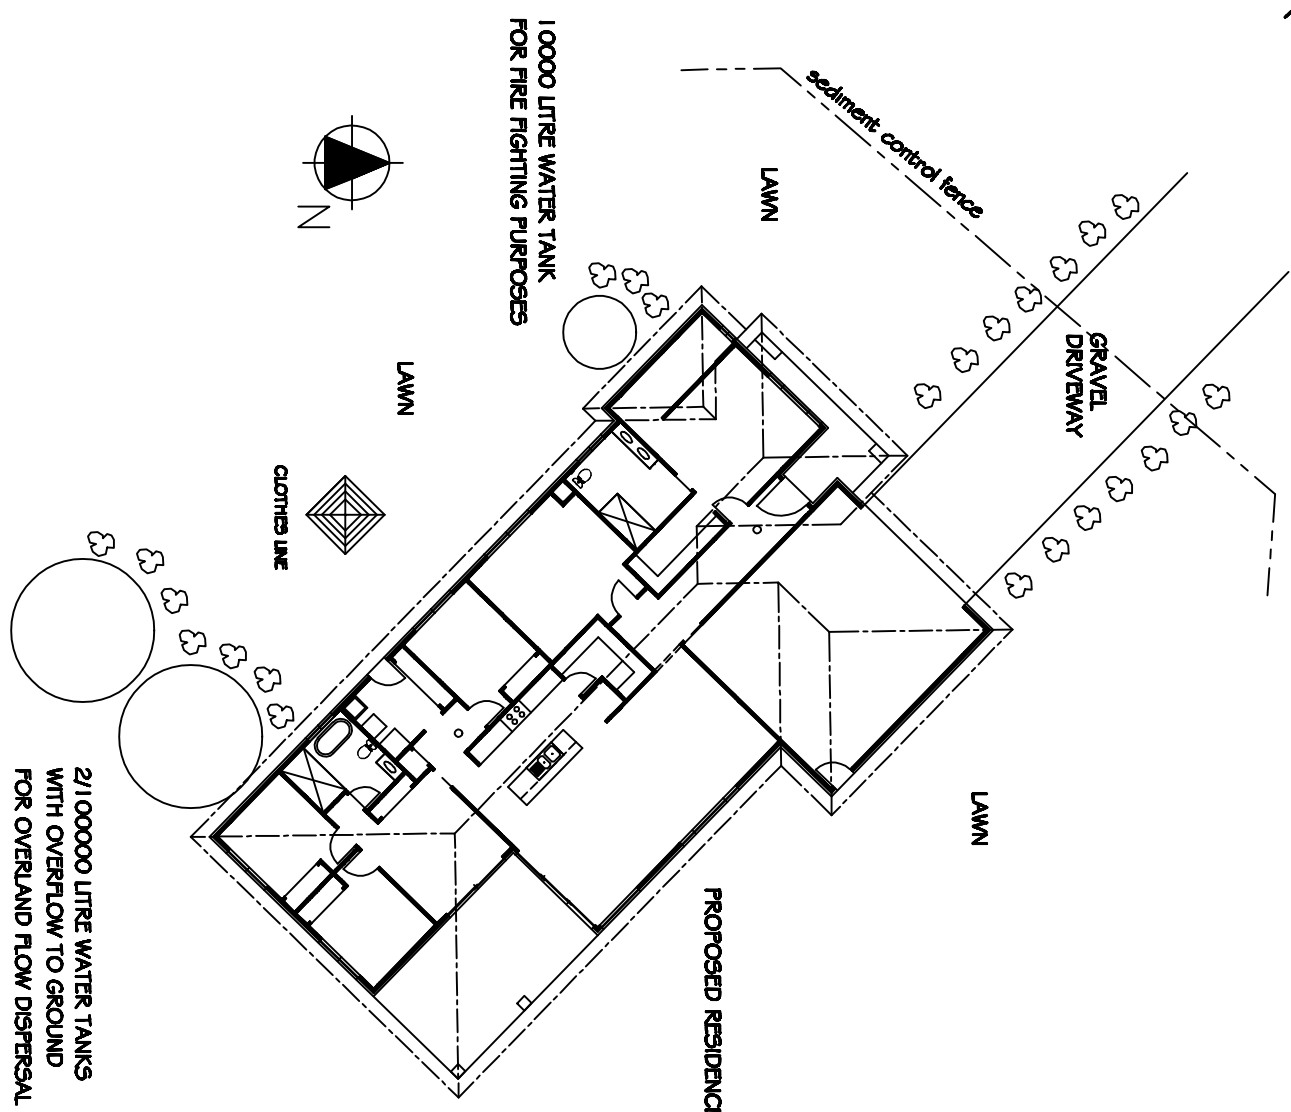 10000 LITRE WATER TANK
FOR FIRE FIGHTING PURPOSES
sediment control fence
LAWN
GRAVEL
DRIVEWAY
N
LAWN
CLOTHES LINE
LAWN
PROPOSED RESIDENC
2/100000 LITRE WATER TANKS
WITH OVERFLOW TO GROUND
FOR OVERLAND FLOW DISPERSAL